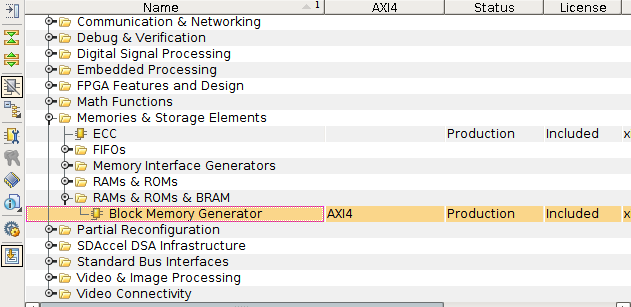 Name 1 AXI4 Status License
Communication & Networking
Debug & Verification
Digital Signal Processing
Embedded Processing
FPGA Features and Design
Math Functions
Memories & Storage Elements
ECC Production Included x
FIFOs
Memory Interface Generators
RAMs & ROMs
RAMs & ROMs & BRAM
Block Memory Generator AXI4 Production Included x
Partial Reconfiguration
SDAccel DSA Infrastructure
Standard Bus Interfaces
Video & Image Processing
Video Connectivity